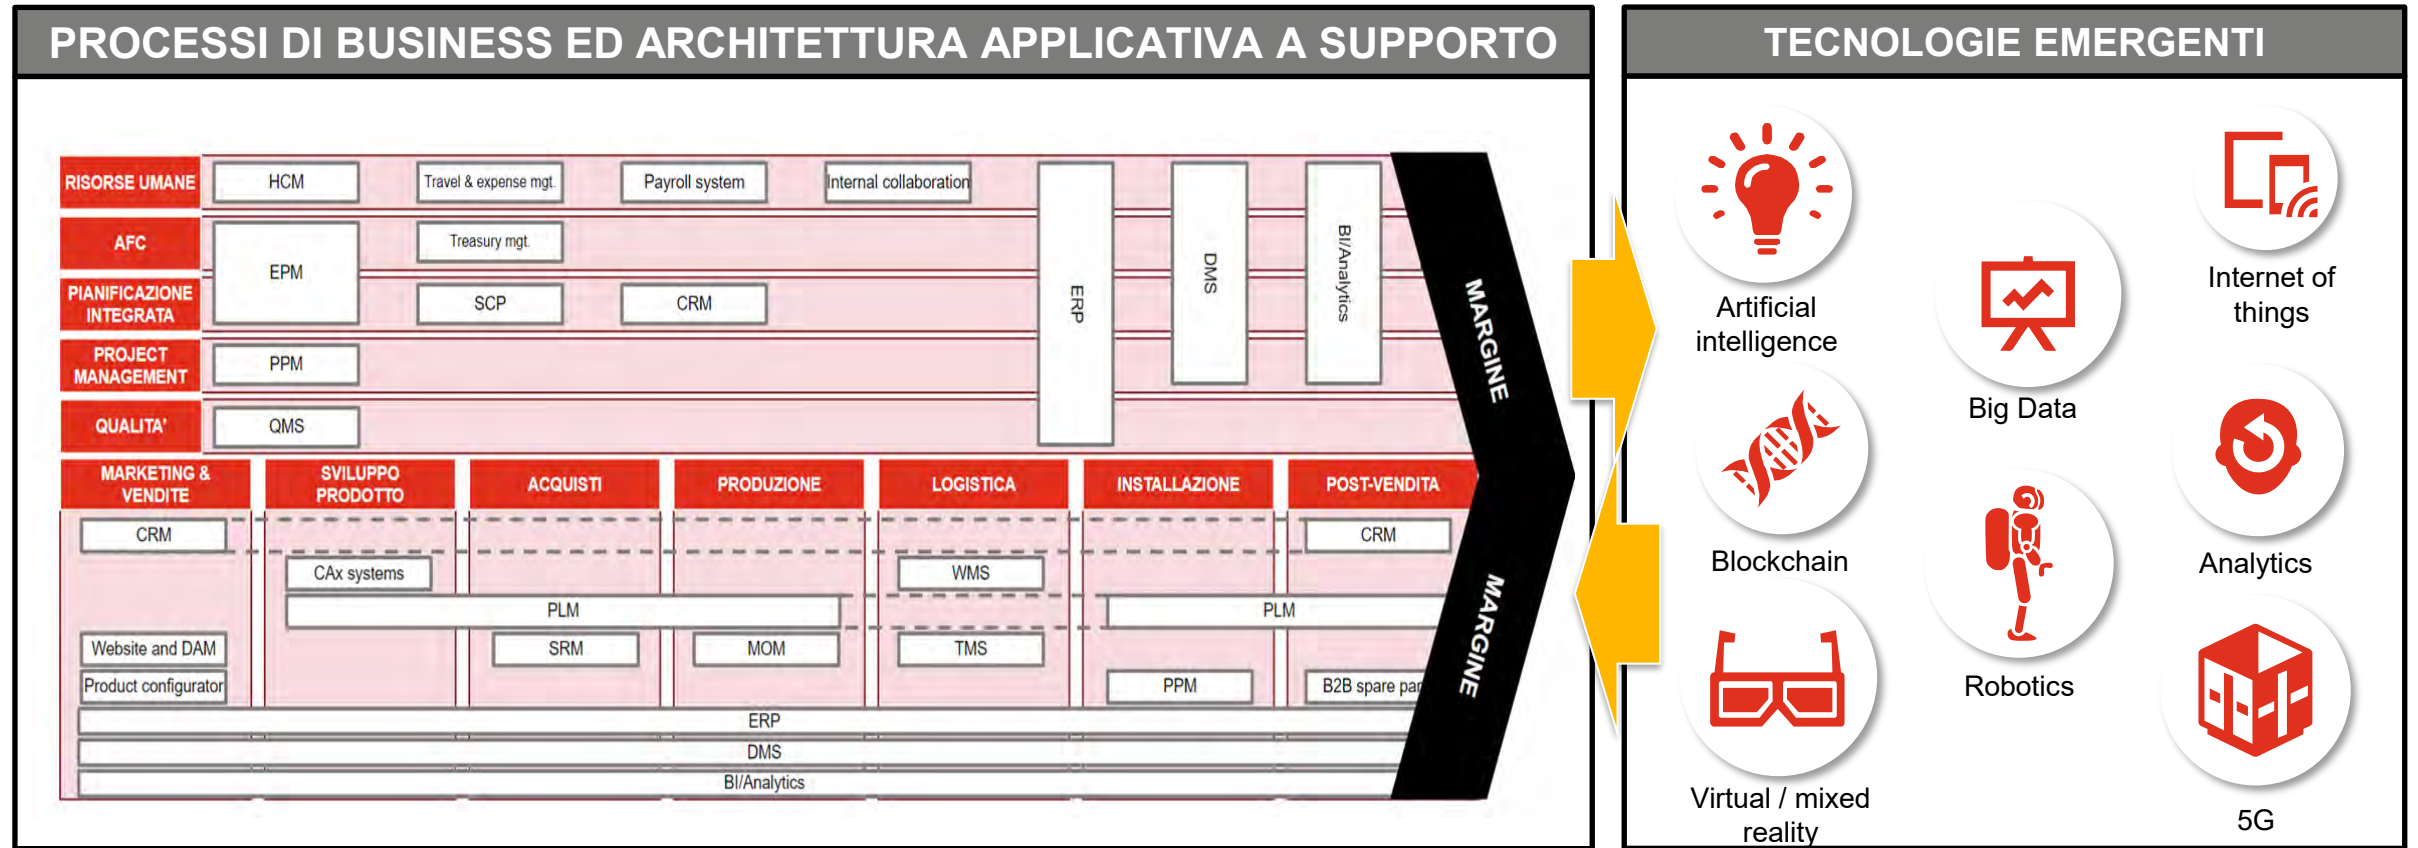 PROCESSI DI BUSINESS ED ARCHITETTURA APPLICATIVA A SUPPORTO
RISORSE UMANE
HCM
Travel & expense mgt.
Payroll system
Internal collaboration
AFC
EPM
Treasury mgt.
PIANIFICAZIONE
INTEGRATA
SCP
CRM
PROJECT
MANAGEMENT
PPM
QUALITA'
QMS
ERP
DMS
BI/Analytics
MARGINE
MARKETING &
VENDITE
SVILUPPO
PRODOTTO
ACQUISTI
PRODUZIONE
LOGISTICA
INSTALLAZIONE
POST-VENDITA
CRM
CRM
CAx systems
WMS
PLM
PLM
Website and DAM
SRM
MOM
TMS
Product configurator
PPM
B2B spare par
ERP
DMS
BI/Analytics
MARGINE
TECNOLOGIE EMERGENTI
Artificial
intelligence
Big Data
Internet of
things
Blockchain
Robotics
Analytics
Virtual / mixed
reality
5G